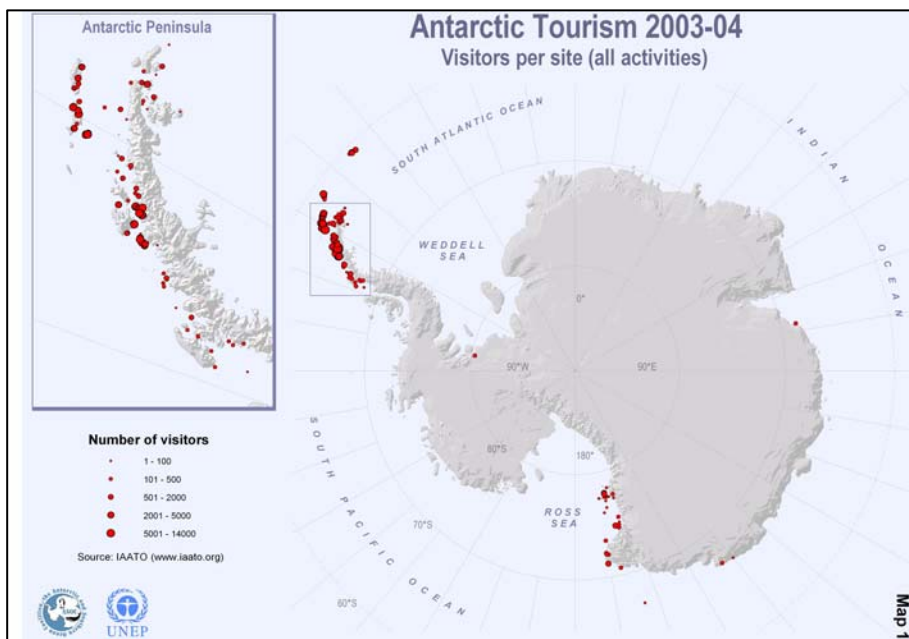 Antarctic Peninsula
Antarctic Tourism 2003-04
Visitors per site (all activities)
SOUTH ATLANTIC OCEAN
INDIAN
OCEAN
WEDDELL
SEA
0°
90°W
90°E
80°S
180°
ROSS
SEA
70°S
60°S
SOUTH PACIFIC OCEAN
Number of visitors
1 - 100
101 - 500
501 - 2000
2001 - 5000
5001 - 14000
Source: IAATO (www.iaato.org)
ASOC
UNEP
Map 1